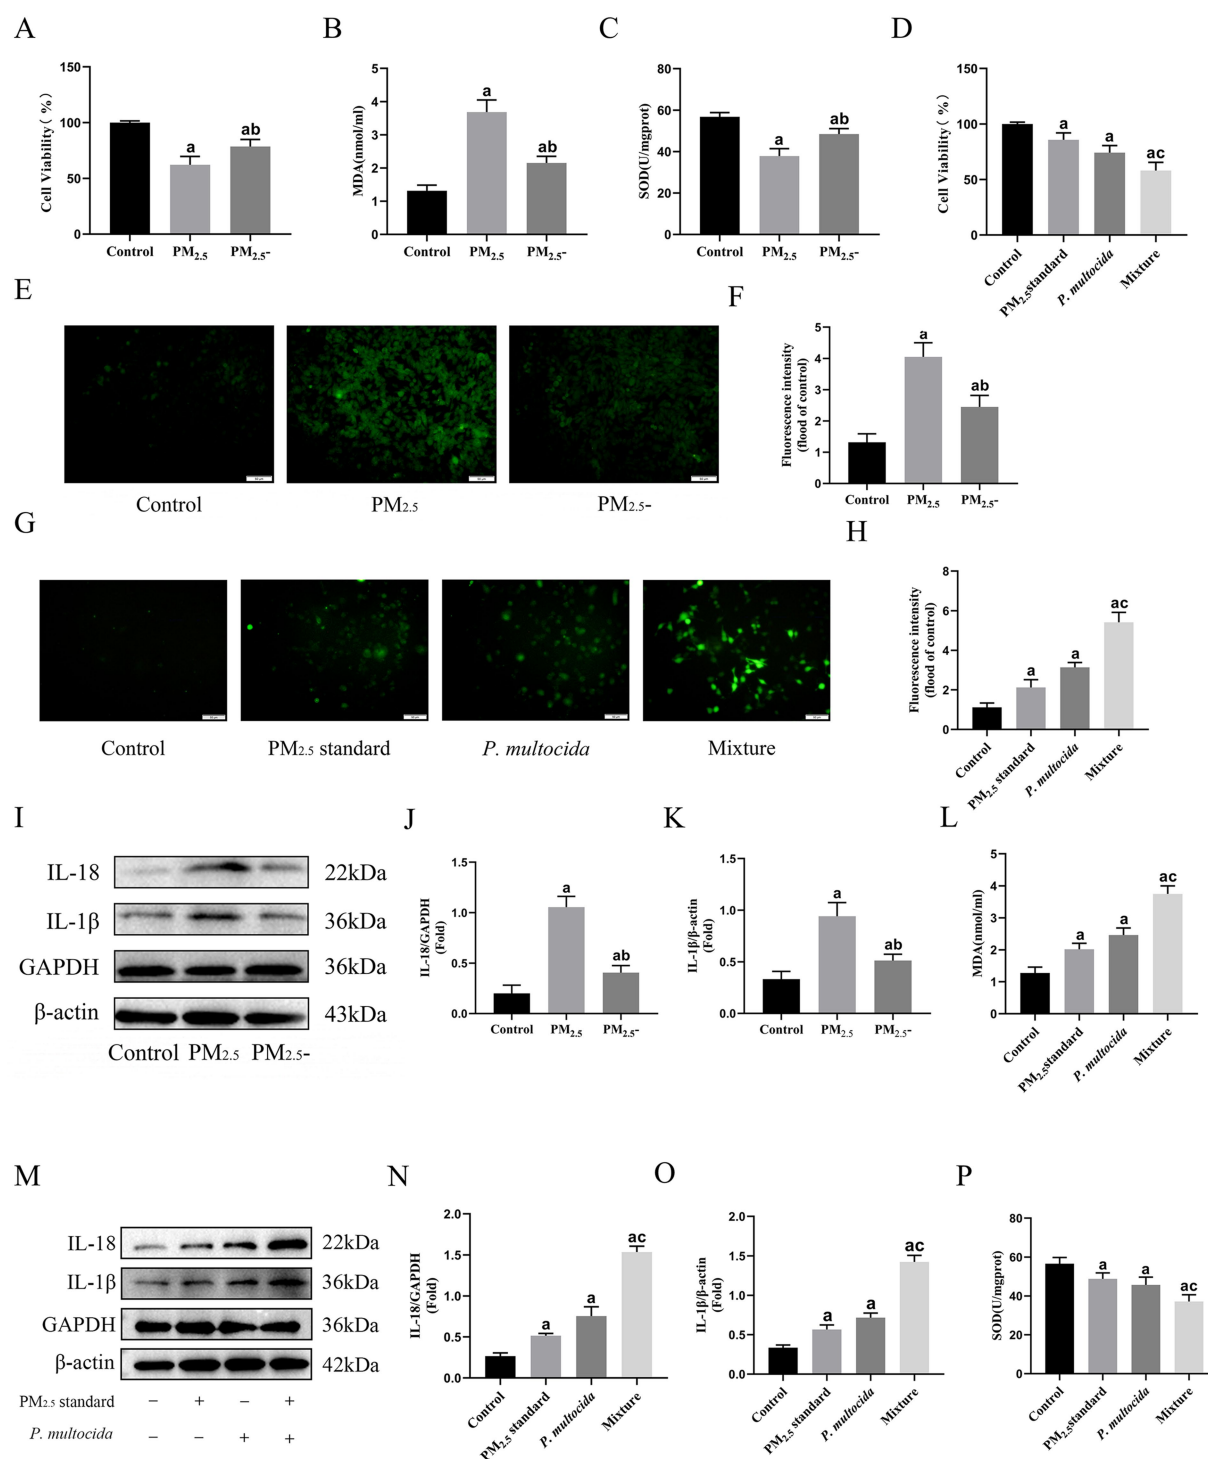 A
B
C
D
Cell Viability ( %)
150
100
50
0
a
ab
Control
PM2.5
PM2.5-
MDA(nmol/ml)
5
4
3
2
1
0
a
ab
Control
PM2.5
PM2.5-
SOD(U/mgprot)
80
60
40
20
0
a
ab
Control
PM2.5
PM2.5-
Cell Viability ( %)
150
100
50
0
a
a
ac
Control
PM2.5standard
P. multocida
Mixture
E
Control
PM2.5
PM2.5-
F
Fluorescence intensity
(flood of control)
5
4
3
2
1
0
a
ab
Control
PM2.5
PM2.5-
G
Control
PM2.5 standard
P. multocida
Mixture
H
Fluorescence intensity
(flood of control)
8
6
4
2
0
a
a
ac
Control
PM2.5 standard
P. multocida
Mixture
I
IL-18
22kDa
IL-1β
36kDa
GAPDH
36kDa
β-actin
43kDa
Control PM2.5 PM2.5-
J
IL-18/GAPDH
(Fold)
1.5
1.0
0.5
0.0
a
ab
Control
PM2.5
PM2.5-
K
IL-1β/β-actin
(Fold)
1.5
1.0
0.5
0.0
a
ab
Control
PM2.5
PM2.5-
L
MDA(nmol/ml)
5
4
3
2
1
0
a
a
ac
Control
PM2.5standard
P. multocida
Mixture
M
IL-18
22kDa
IL-1β
36kDa
GAPDH
36kDa
β-actin
42kDa
PM2.5 standard − + − +
P. multocida − − + +
N
IL-18/GAPDH
(Fold)
2.0
1.5
1.0
0.5
0.0
a
a
ac
Control
PM2.5 standard
P. multocida
Mixture
O
IL-1β/β-actin
(Fold)
2.0
1.5
1.0
0.5
0.0
a
a
ac
Control
PM2.5 standard
P. multocida
Mixture
P
SOD(U/mgprot)
80
60
40
20
0
a
a
ac
Control
PM2.5 standard
P. multocida
Mixture